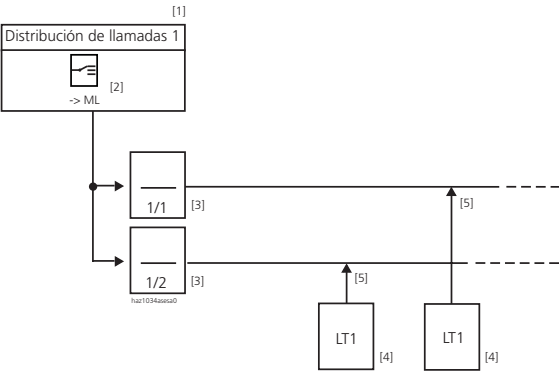 [1]
Distribución de llamadas 1
[2]
-> ML
1/1
[3]
[5]
1/2
[3]
[5]
haz1034asesa0
LT1
[4]
LT1
[4]